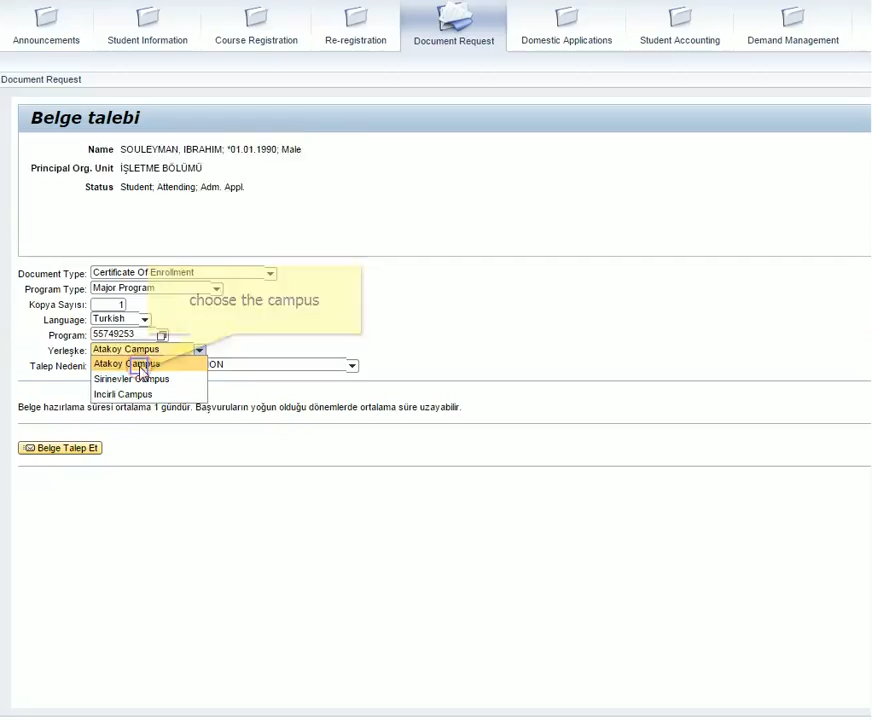 Announcements Student Information Course Registration Re-registration Document Request Domestic Applications Student Accounting Demand Management
Document Request
Belge talebi
Name SOULEYMAN, IBRAHIM; *01.01.1990; Male
Principal Org. Unit İŞLETME BÖLÜMÜ
Status Student; Attending; Adm. Appl.
Document Type: Certificate Of Enrollment
Program Type: Major Program
choose the campus
Kopya Sayısı: 1
Language: Turkish
Program: 55749253
Yerleşke: Atakoy Campus
Atakoy Campus
Talep Nedeni: ON
Sirinevler Campus
Incirli Campus
Belge hazırlama süresi ortalama 1 gündür. Başvuruların yoğun olduğu dönemlerde ortalama süre uzayabilir.
Belge Talep Et